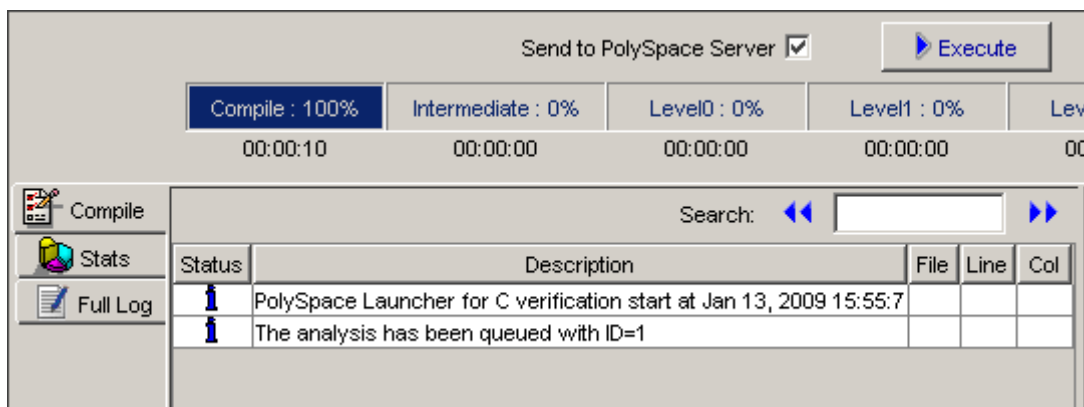 Send to PolySpace Server
Execute
Compile : 100% Intermediate : 0% Level0 : 0% Level1 : 0% Lev
00:00:10 00:00:00 00:00:00 00:00:00 00
Compile
Search:
Stats
Status Description File Line Col
Full Log
PolySpace Launcher for C verification start at Jan 13, 2009 15:55:7
The analysis has been queued with ID=1